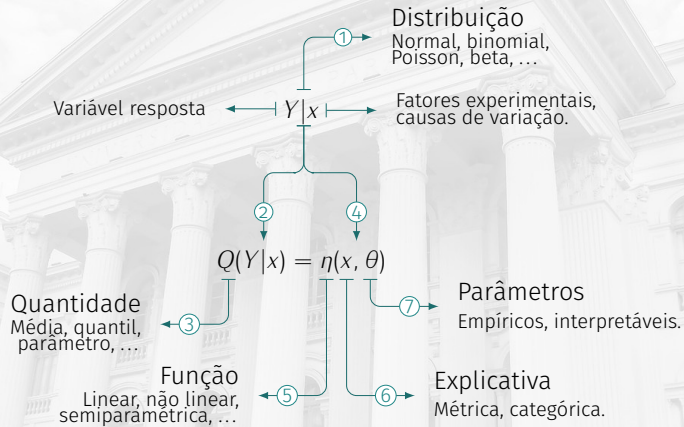 Distribuição
① Normal, binomial,
Poisson, beta, …
Variável resposta
Y|x
Fatores experimentais,
causas de variação.
② ④
Q(Y|x) = η(x, θ)
Quantidade
Média, quantil,
parâmetro, …
③
⑦
Parâmetros
Empíricos, interpretáveis.
Função
Linear, não linear,
semiparamétrica, …
⑤
⑥
Explicativa
Métrica, categórica.